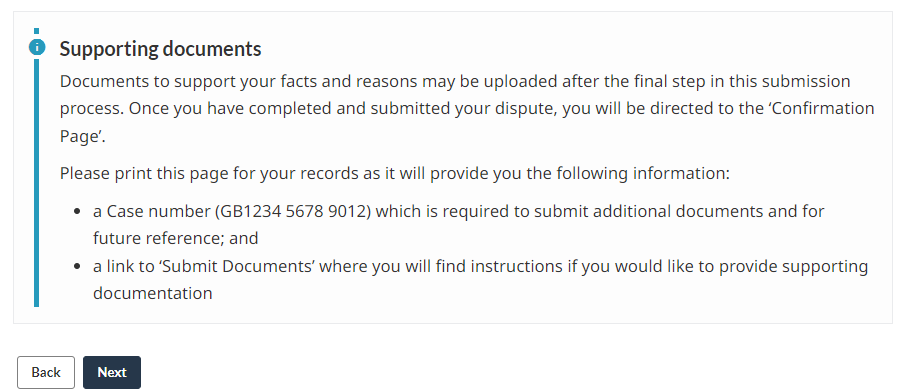 Supporting documents
Documents to support your facts and reasons may be uploaded after the final step in this submission
process. Once you have completed and submitted your dispute, you will be directed to the ‘Confirmation
Page’.
Please print this page for your records as it will provide you the following information:
• a Case number (GB1234 5678 9012) which is required to submit additional documents and for
future reference; and
• a link to ‘Submit Documents’ where you will find instructions if you would like to provide supporting
documentation
Back Next